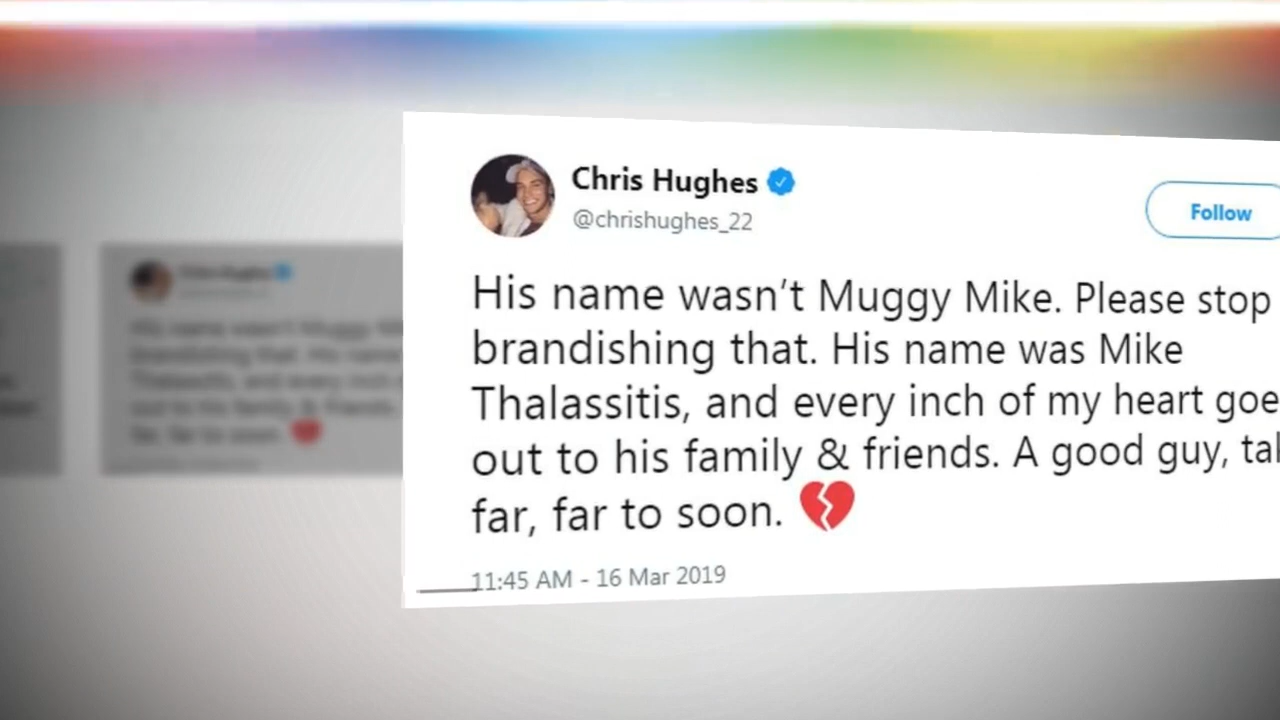 Chris Hughes
@chrishughes_22
Follow
His name wasn’t Muggy Mike. Please stop
brandishing that. His name was Mike
Thalassitis, and every inch of my heart goe
out to his family & friends. A good guy, tak
far, far to soon. 💔
11:45 AM - 16 Mar 2019